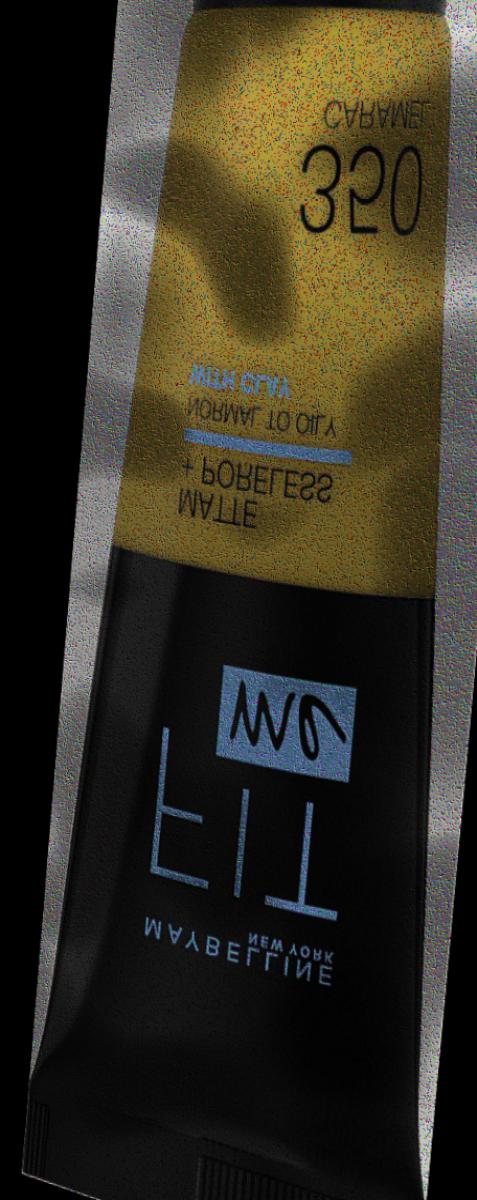 MAYBELLINE
NEW YORK
FIT
me
MATTE
+ PORELESS
NORMAL TO OILY
WITH CLAY
350
CARAMEL